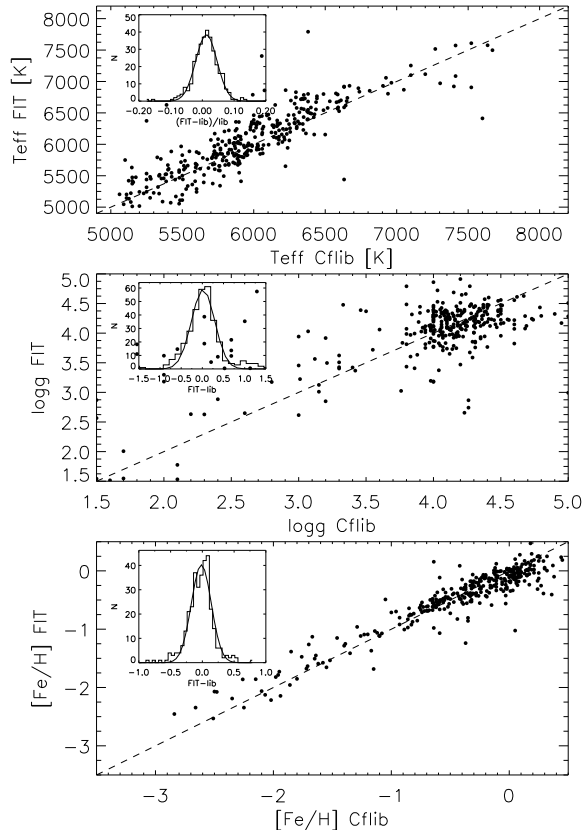 8000
7500
7000
6500
6000
5500
5000
Teff FIT [K]
50
40
30
20
10
0
N
-0.20 -0.10 0.00 0.10 0.20
(FIT-lib)/lib
5000 5500 6000 6500 7000 7500 8000
Teff Cflib [K]
5.0
4.5
4.0
3.5
3.0
2.5
2.0
1.5
logg FIT
60
50
40
30
20
10
0
N
-1.5 -1.0 -0.5 0.0 0.5 1.0 1.5
FIT-lib
1.5 2.0 2.5 3.0 3.5 4.0 4.5 5.0
logg Cflib
0
-1
-2
-3
[Fe/H] FIT
40
30
20
10
0
N
-1.0 -0.5 0.0 0.5 1.0
FIT-lib
-3 -2 -1 0
[Fe/H] Cflib